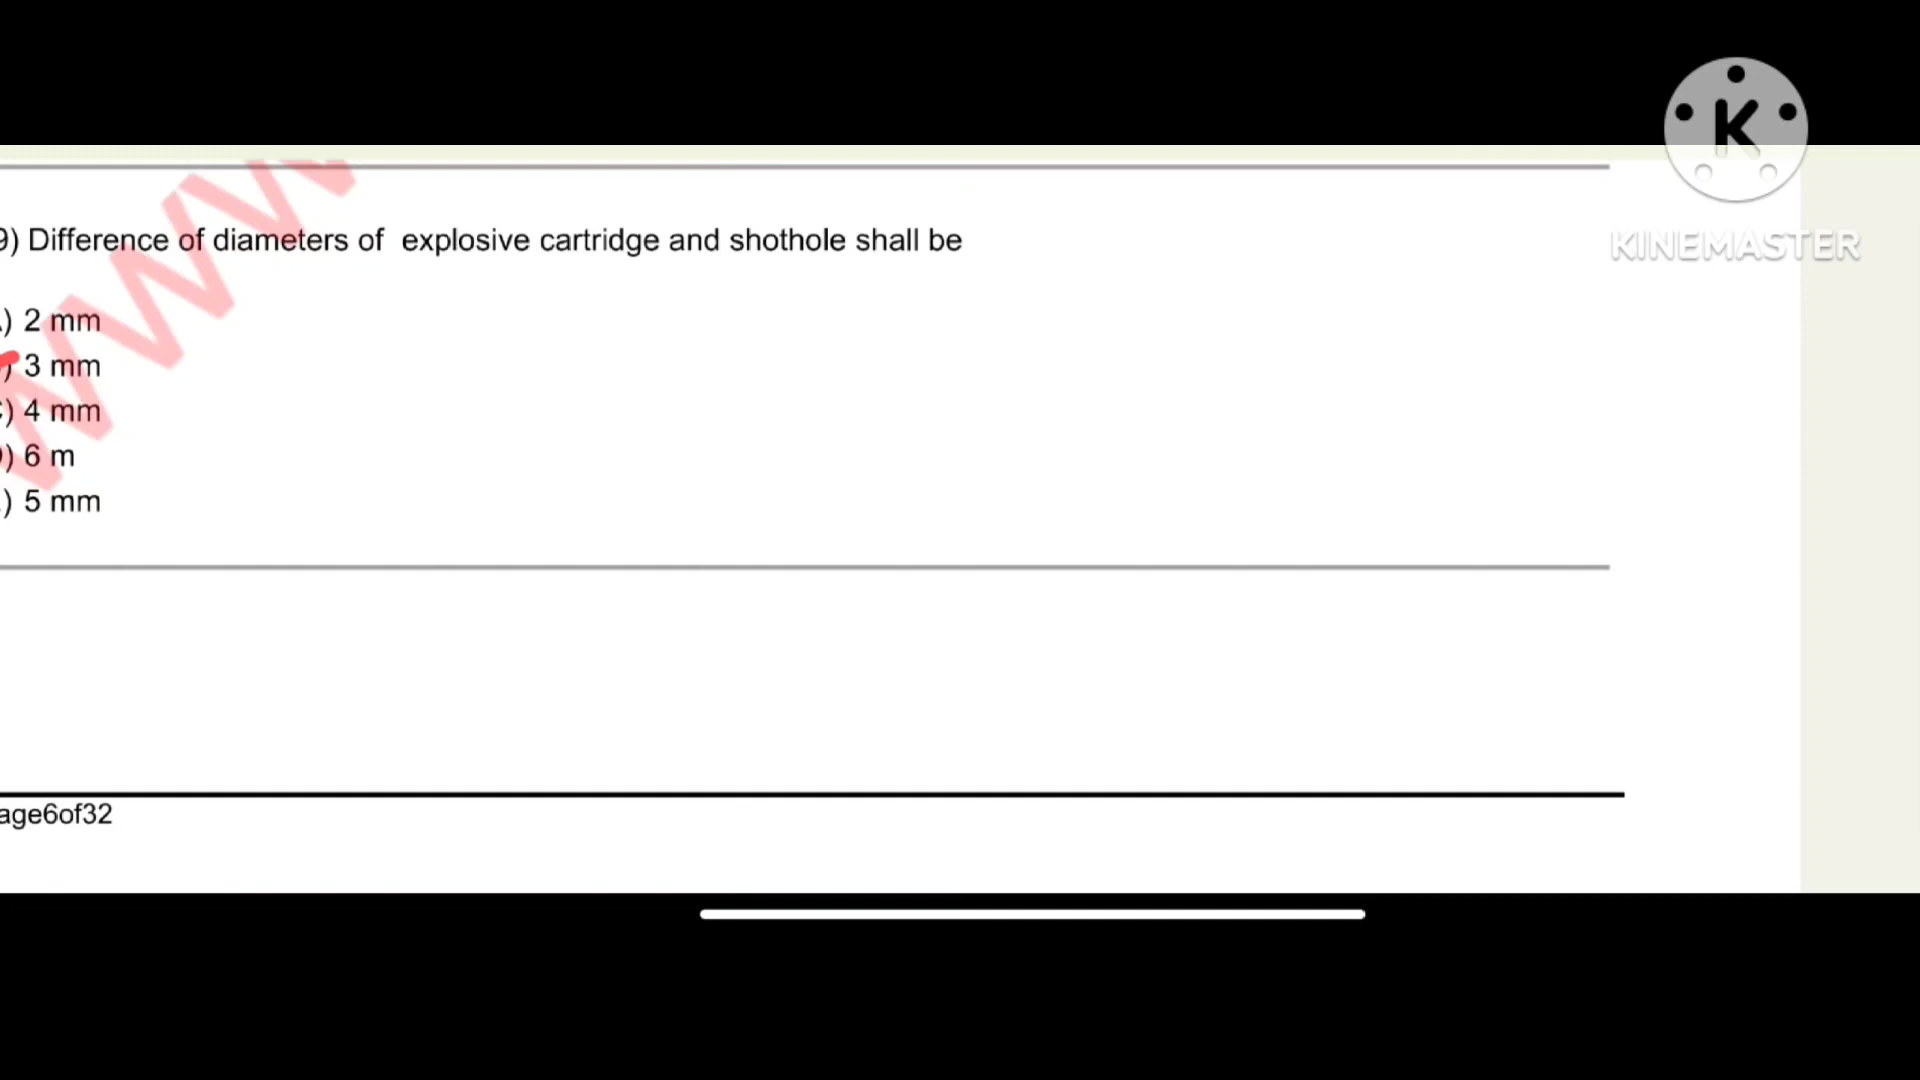 K
KINEMASTER
9) Difference of diameters of explosive cartridge and shothole shall be
) 2 mm
) 3 mm
) 4 mm
) 6 m
) 5 mm
age6of32
www